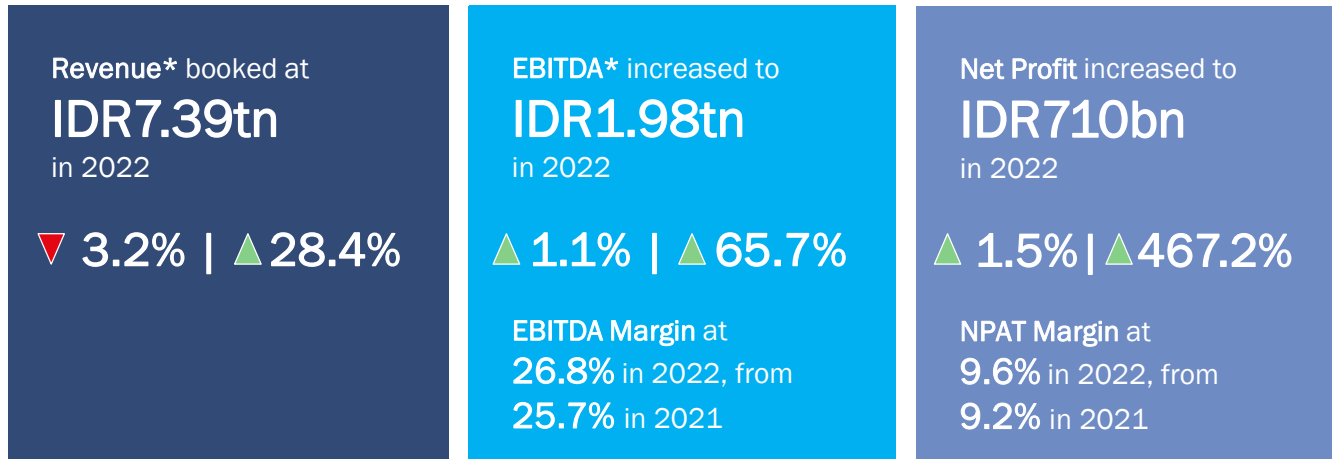 Revenue* booked at
IDR7.39tn
in 2022
▼ 3.2% | ▲ 28.4%
EBITDA* increased to
IDR1.98tn
in 2022
▲ 1.1% | ▲ 65.7%
EBITDA Margin at
26.8% in 2022, from
25.7% in 2021
Net Profit increased to
IDR710bn
in 2022
▲ 1.5% | ▲ 467.2%
NPAT Margin at
9.6% in 2022, from
9.2% in 2021